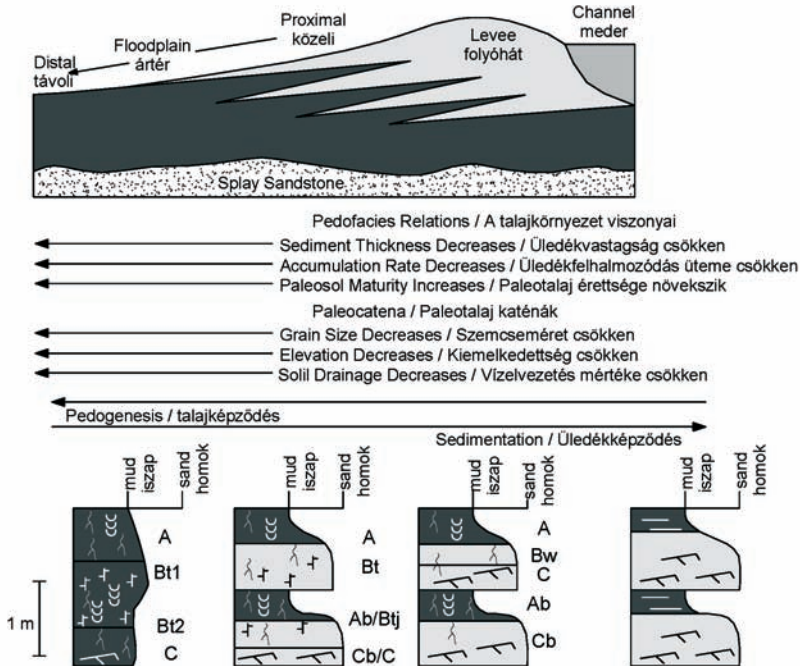 Channel
meder
Proximal
közeli
Levee
folyóhát
Floodplain
ártér
Distal
távoli
Splay Sandstone
Pedofacies Relations / A talajkörnyezet viszonyai
Sediment Thickness Decreases / Üledékvastagság csökken
Accumulation Rate Decreases / Üledékfelhalmozódás üteme csökken
Paleosol Maturity Increases / Paleotalaj érettsége növekszik
Paleocatena / Paleotalaj katénák
Grain Size Decreases / Szemcseméret csökken
Elevation Decreases / Kiemelkedettség csökken
Solil Drainage Decreases / Vízelvezetés mértéke csökken
Pedogenesis / talajképződés
Sedimentation / Üledékképződés
mud
iszap
sand
homok
mud
iszap
sand
homok
mud
iszap
sand
homok
mud
iszap
sand
homok
1 m
A
Bt1
Bt2
C
A
Bt
Ab/Btj
Cb/C
A
Bw
C
Ab
Cb